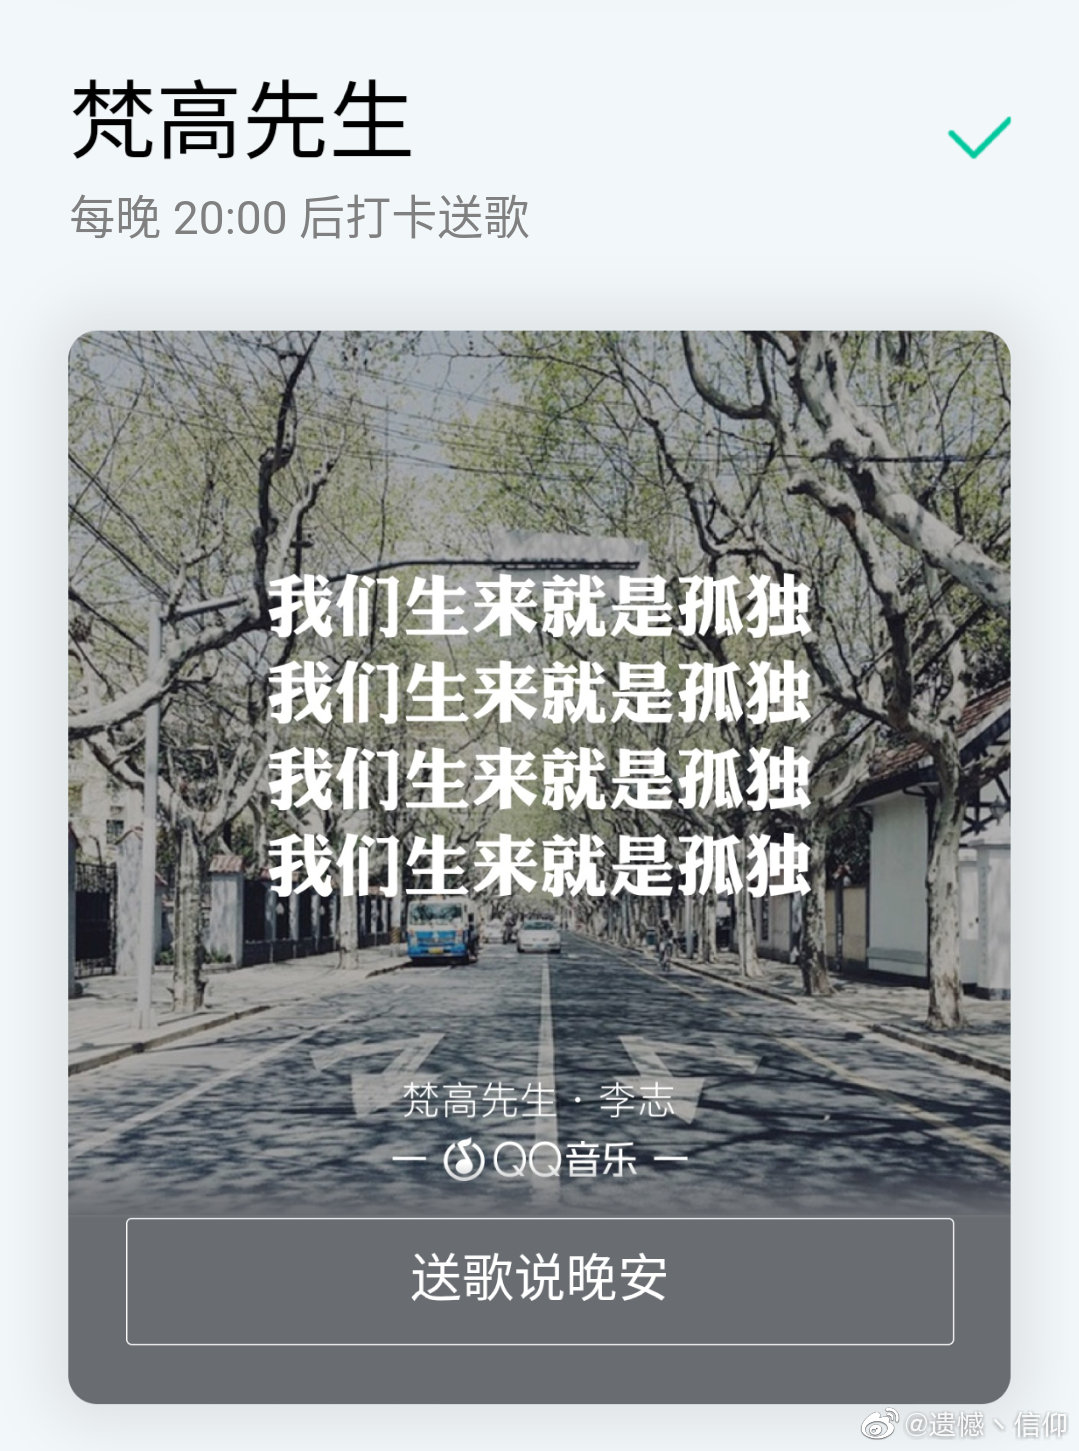 梵高先生
每晚 20:00 后打卡送歌
我们生来就是孤独
我们生来就是孤独
我们生来就是孤独
我们生来就是孤独
梵高先生 · 李志
QQ音乐
送歌说晚安
@遗憾丶信仰